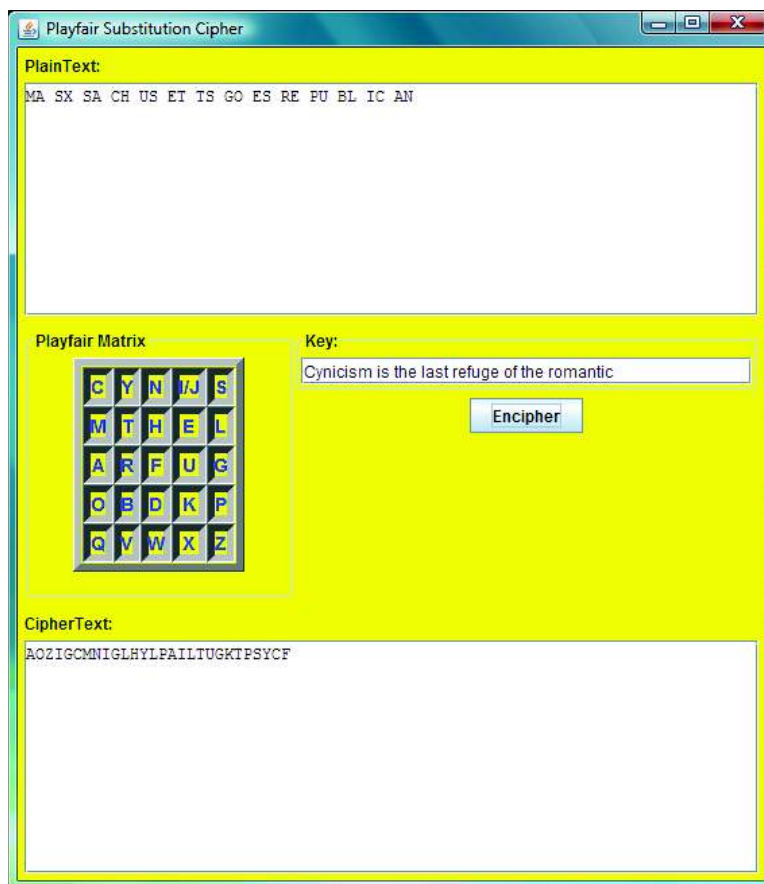 Playfair Substitution Cipher
PlainText:
MA SX SA CH US ET TS GO ES RE PU BL IC AN
Playfair Matrix
Key:
C Y N I/J S
Cynicism is the last refuge of the romantic
M T H E L
Encipher
A R F U G
O B D K P
Q V W X Z
CipherText:
AOZIGCMNIGLHYLPAILTUGKTPSYCF